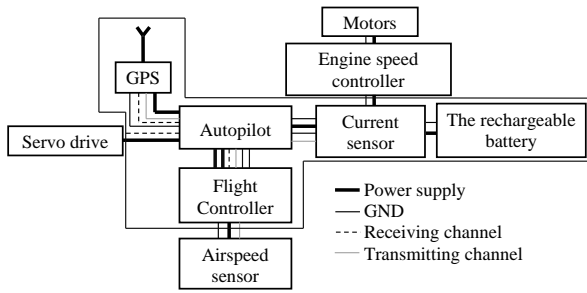 Motors
Engine speed
controller
GPS
Servo drive
Autopilot
Current
sensor
The rechargeable
battery
Flight
Controller
Airspeed
sensor
Power supply
GND
Receiving channel
Transmitting channel